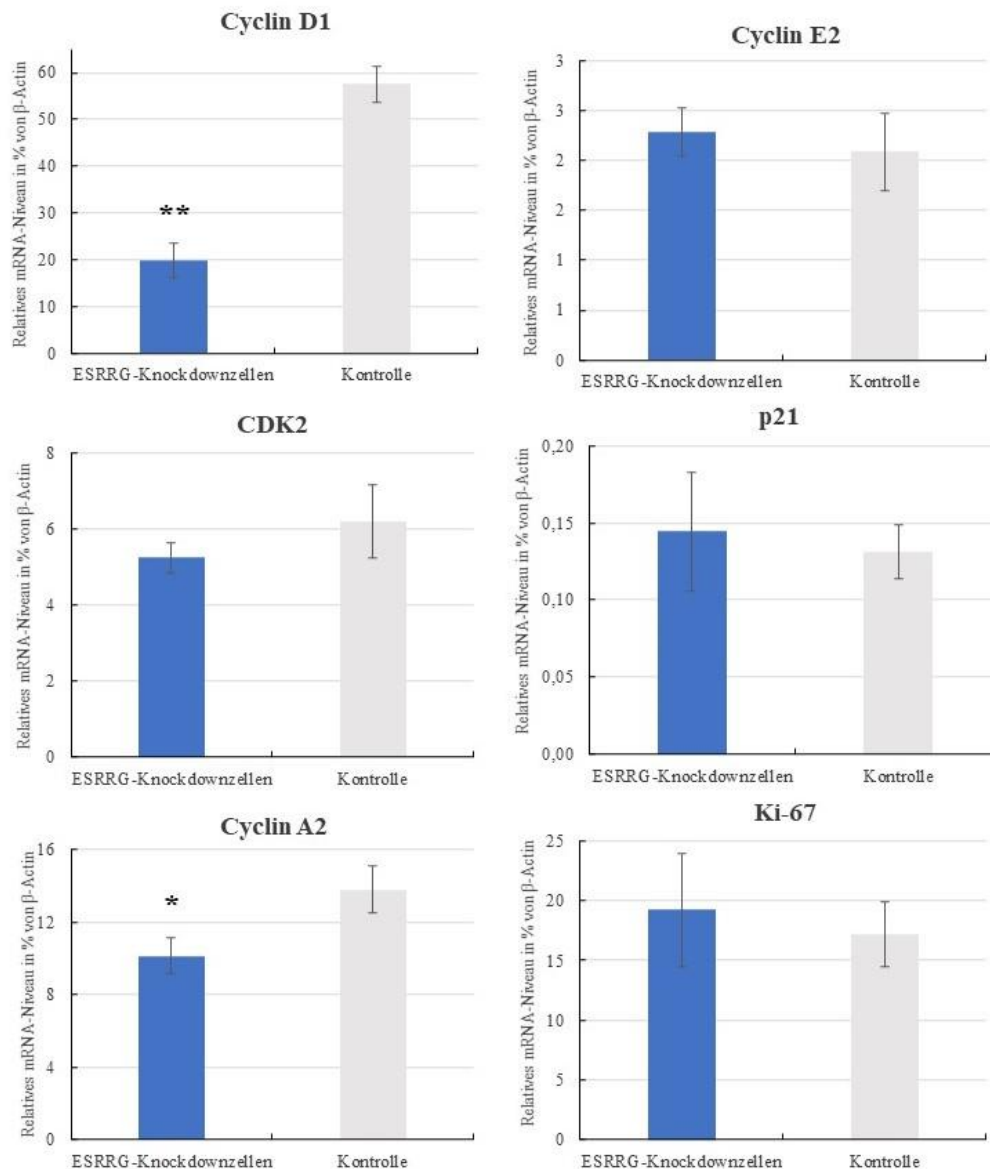 Cyclin D1
Relatives mRNA-Niveau in % von β-Actin
60
50
40
30
20
10
0
**
ESRRG-Knockdownzellen
Kontrolle
Cyclin E2
Relatives mRNA-Niveau in % von β-Actin
3
3
2
2
1
1
0
ESRRG-Knockdownzellen
Kontrolle
CDK2
Relatives mRNA-Niveau in % von β-Actin
8
6
4
2
0
ESRRG-Knockdownzellen
Kontrolle
p21
Relatives mRNA-Niveau in % von β-Actin
0,20
0,15
0,10
0,05
0,00
ESRRG-Knockdownzellen
Kontrolle
Cyclin A2
Relatives mRNA-Niveau in % von β-Actin
16
12
8
4
0
*
ESRRG-Knockdownzellen
Kontrolle
Ki-67
Relatives mRNA-Niveau in % von β-Actin
25
20
15
10
5
0
ESRRG-Knockdownzellen
Kontrolle